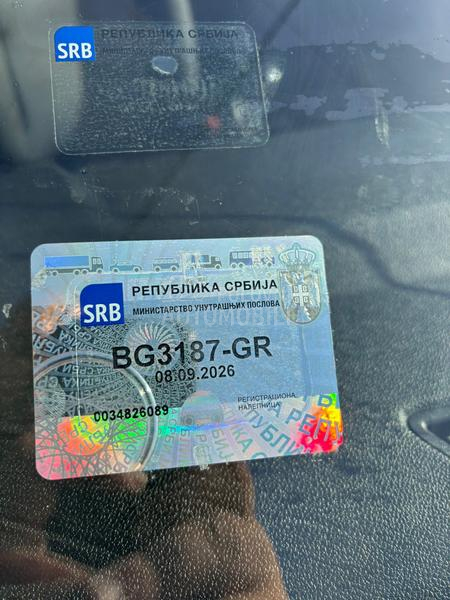 SRB
РЕПУБЛИКА СРБИЈА
SRB
РЕПУБЛИКА СРБИЈА
МИНИСТАРСТВО УНУТРАШЊИХ ПОСЛОВА
BG3187-GR
08.09.2026
0034826089
РЕГИСТРАЦИОНА
НАЛЕПНИЦА